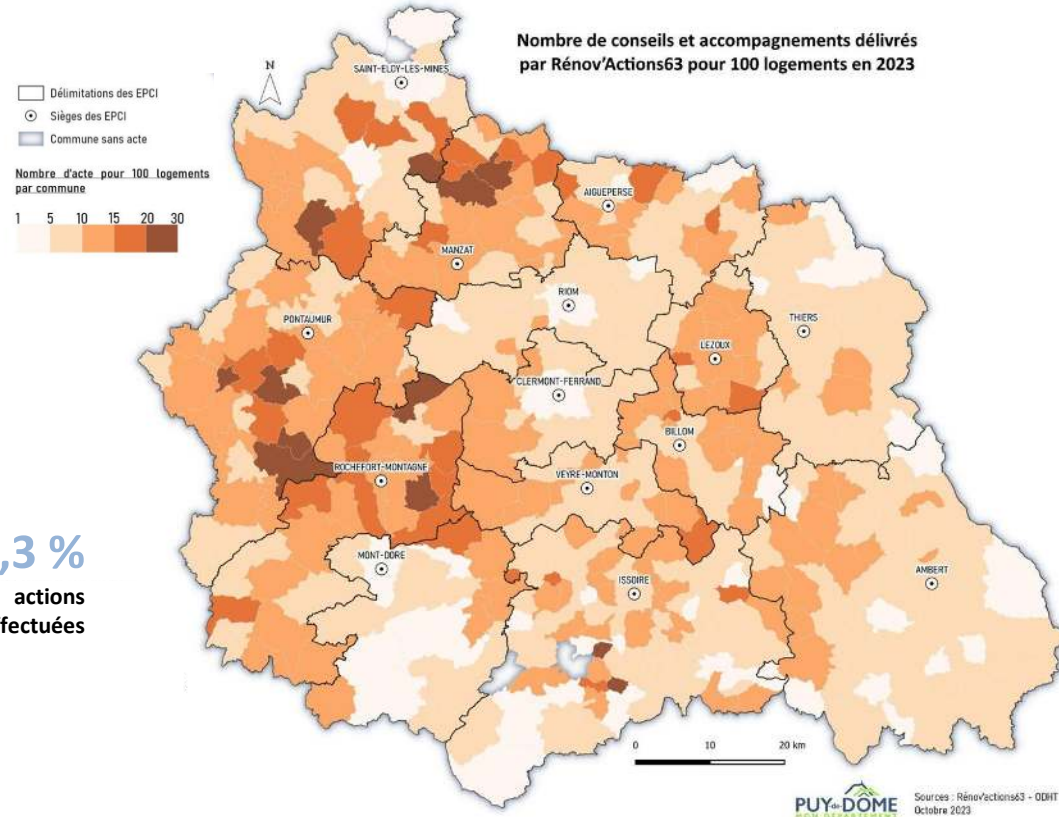 Nombre de conseils et accompagnements délivrés
par Rénov'Actions63 pour 100 logements en 2023
N
Délimitations des EPCI
Sièges des EPCI
Commune sans acte
Nombre d'acte pour 100 logements
par commune
1 5 10 15 20 30
SAINT-ELOY-LES-MINES
AIGUEPERSE
MANZAT
RIOM
PONTAUMUR
THIERS
LEZOUX
CLERMONT-FERRAND
BILLOM
ROCHEFORT-MONTAGNE
VEYRE-MONTON
MONT-DORE
ISSOIRE
AMBERT
,3 %
actions
fectuées
0 10 20 km
PUY-de-DÔME
MON DÉPARTEMENT
Sources : Rénov'actions63 - ODHT
Octobre 2023